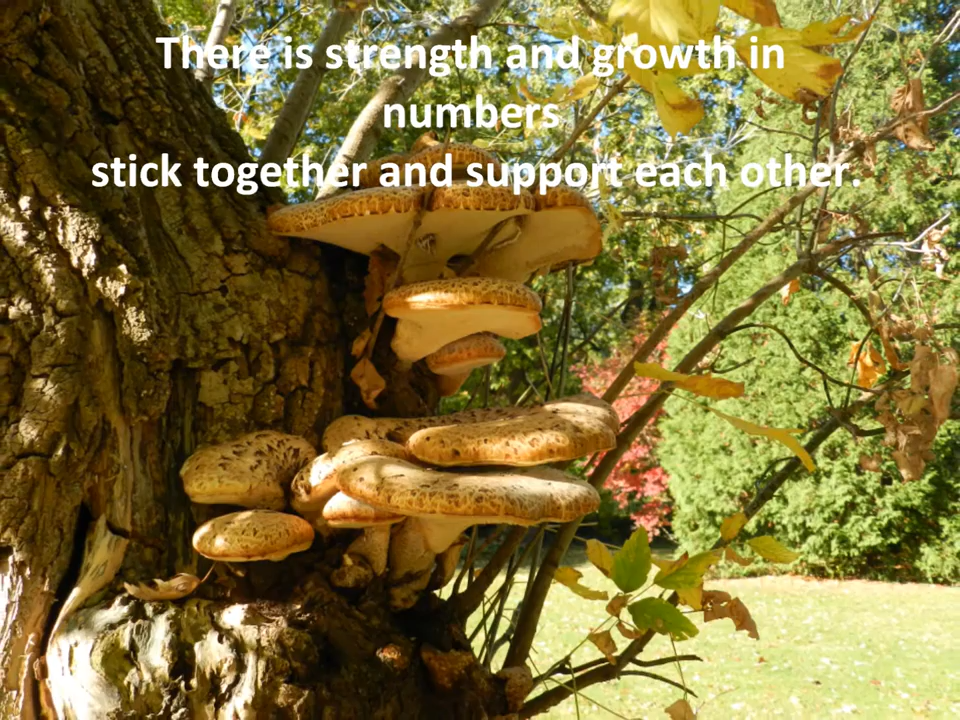 There is strength and growth in
numbers
stick together and support each other.